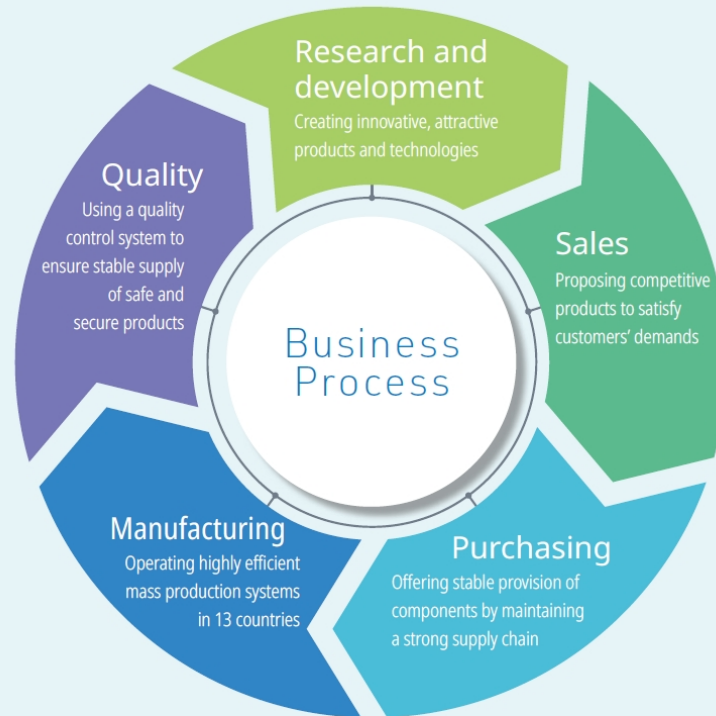 Research and
development
Creating innovative, attractive
products and technologies
Sales
Proposing competitive
products to satisfy
customers’ demands
Purchasing
Offering stable provision of
components by maintaining
a strong supply chain
Manufacturing
Operating highly efficient
mass production systems
in 13 countries
Quality
Using a quality
control system to
ensure stable supply
of safe and
secure products
Business
Process